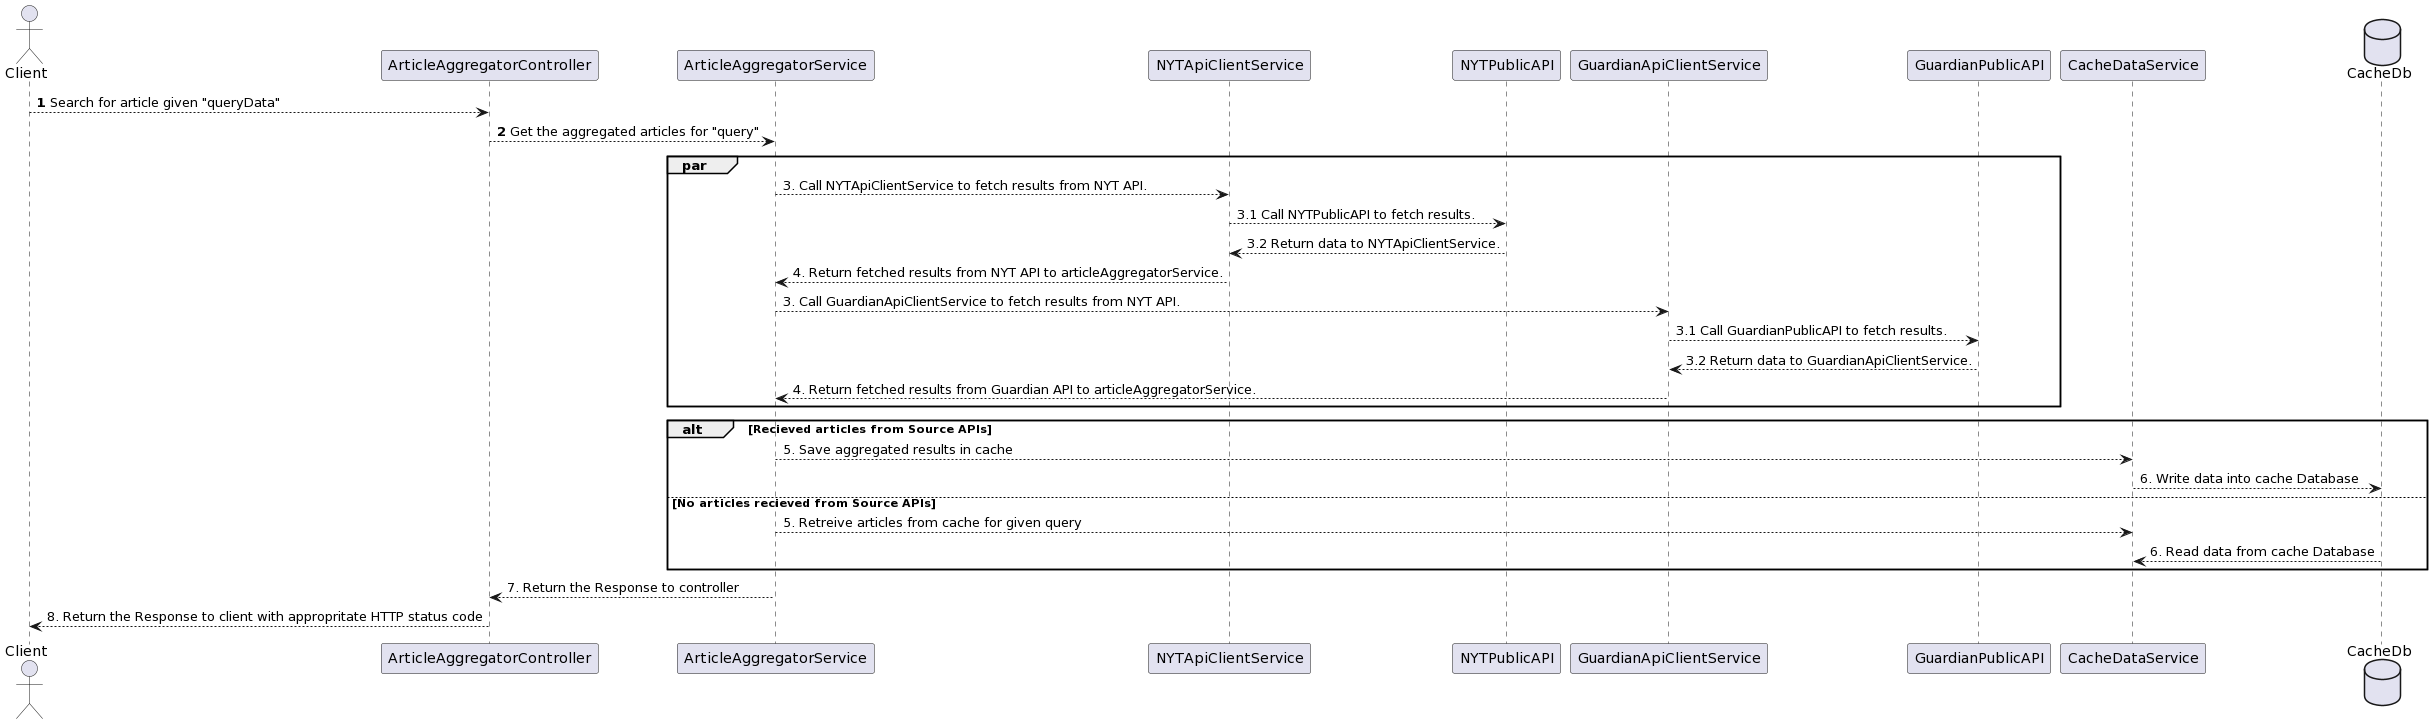 Client
ArticleAggregatorController
ArticleAggregatorService
NYTApiClientService
NYTPublicAPI
GuardianApiClientService
GuardianPublicAPI
CacheDataService
CacheDb
1 Search for article given "queryData"
2 Get the aggregated articles for "query"
par
3. Call NYTApiClientService to fetch results from NYT API.
3.1 Call NYTPublicAPI to fetch results.
3.2 Return data to NYTApiClientService.
4. Return fetched results from NYT API to articleAggregatorService.
3. Call GuardianApiClientService to fetch results from NYT API.
3.1 Call GuardianPublicAPI to fetch results.
3.2 Return data to GuardianApiClientService.
4. Return fetched results from Guardian API to articleAggregatorService.
alt [Recieved articles from Source APIs]
5. Save aggregated results in cache
6. Write data into cache Database
[No articles recieved from Source APIs]
5. Retreive articles from cache for given query
6. Read data from cache Database
7. Return the Response to controller
8. Return the Response to client with appropritate HTTP status code
Client
ArticleAggregatorController
ArticleAggregatorService
NYTApiClientService
NYTPublicAPI
GuardianApiClientService
GuardianPublicAPI
CacheDataService
CacheDb